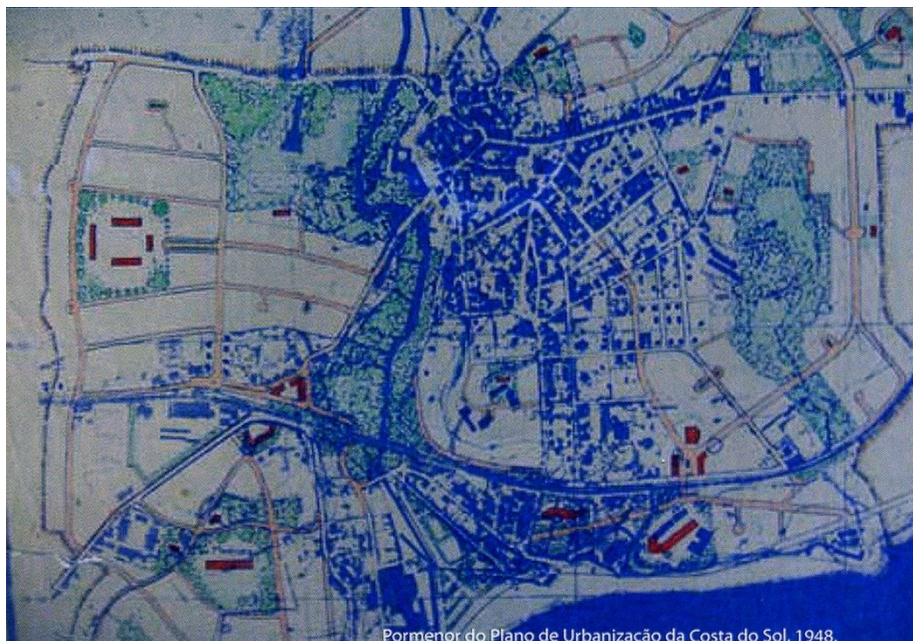 Pormenor do Plano de Urbanização da Costa do Sol, 1948.